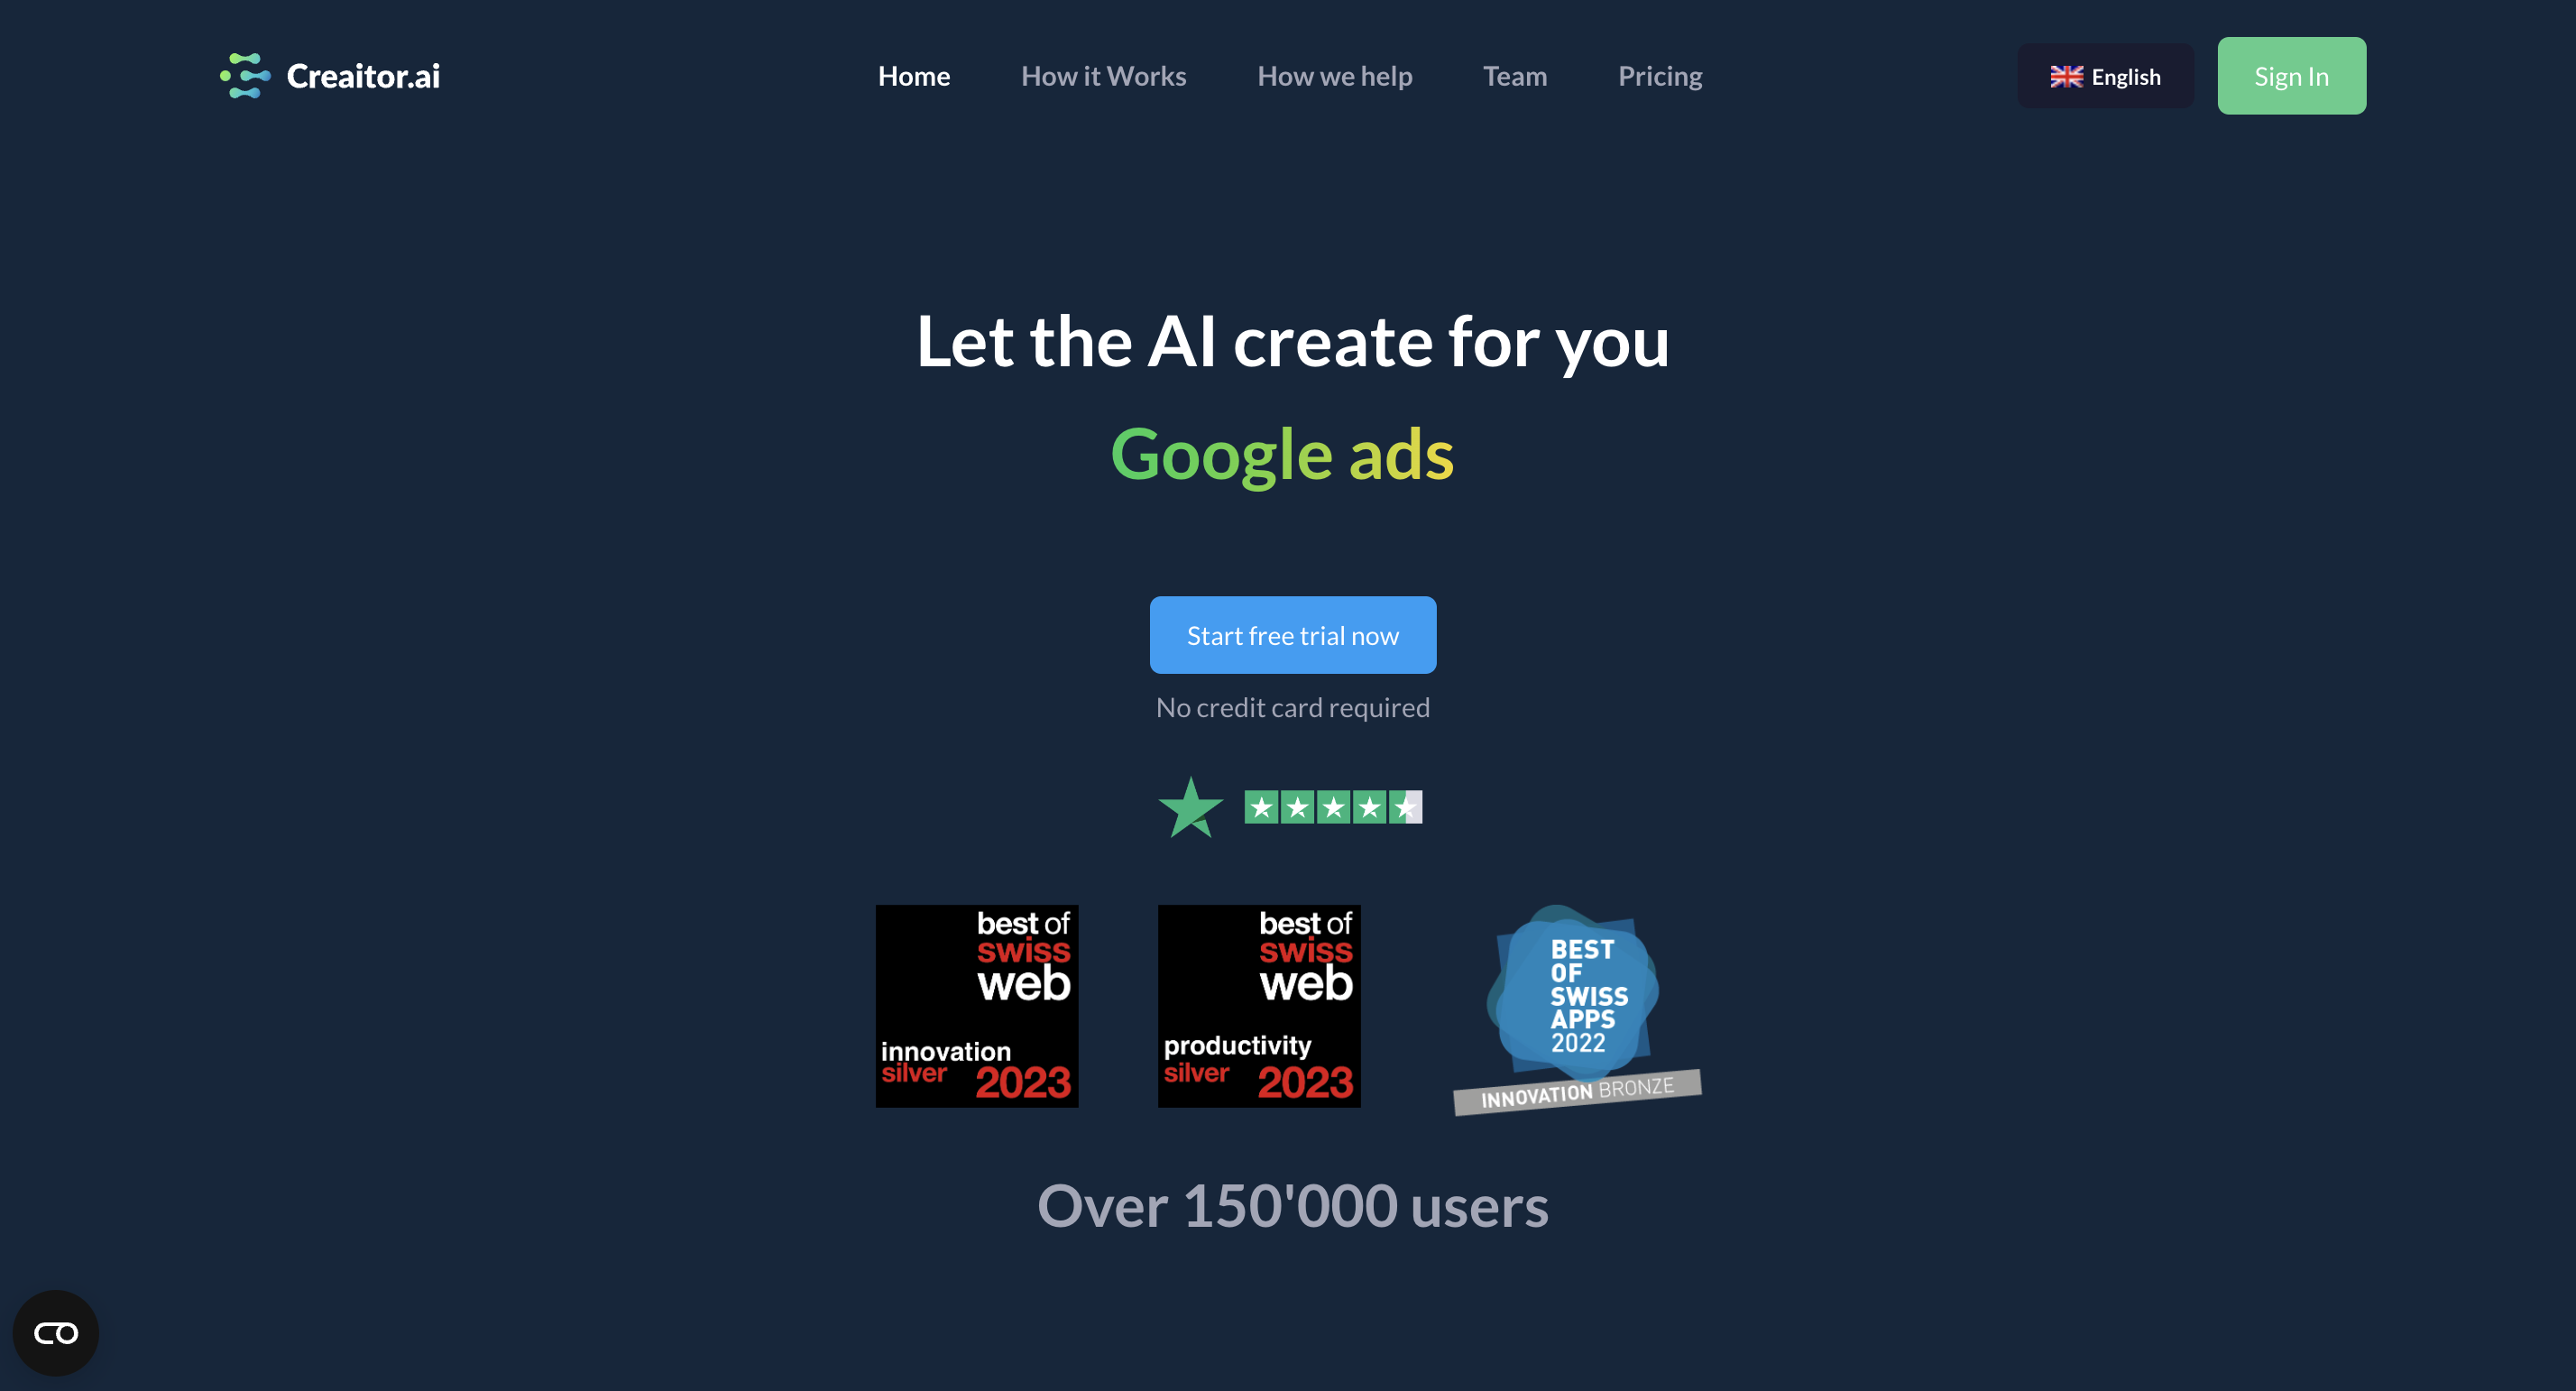 Creaitor.ai
Home
How it Works
How we help
Team
Pricing
English
Sign In
Let the AI create for you
Google ads
Start free trial now
No credit card required
best of
swiss
web
innovation
silver 2023
best of
swiss
web
productivity
silver 2023
BEST
OF
SWISS
APPS
2022
INNOVATION BRONZE
Over 150'000 users